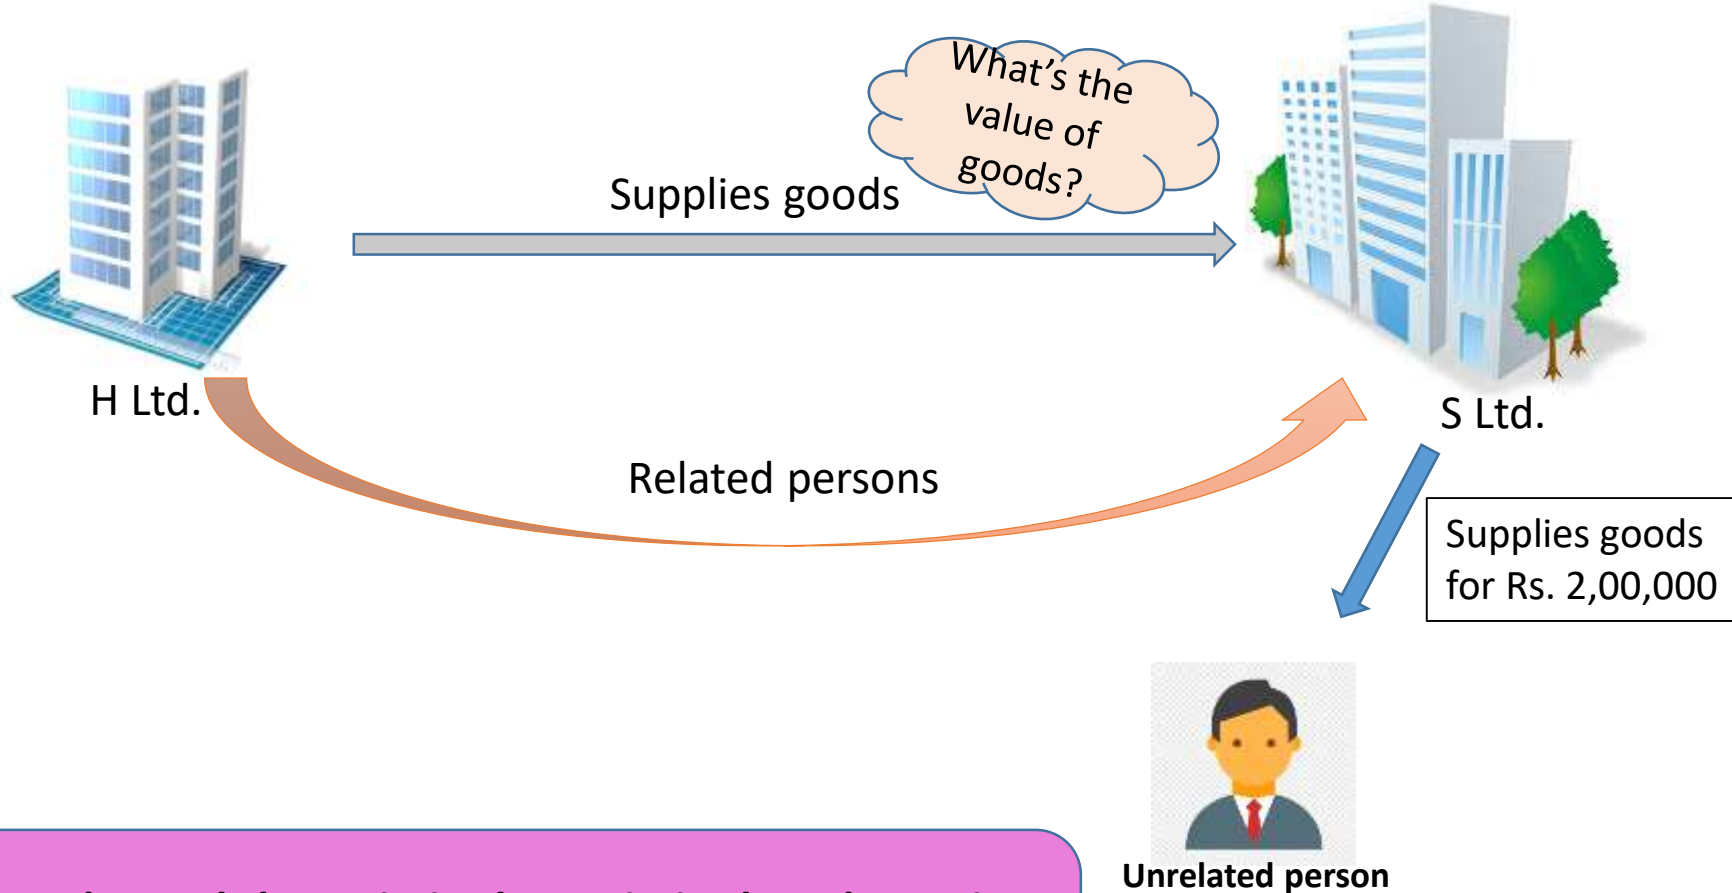 What's the
value of
goods?
Supplies goods
H Ltd.
S Ltd.
Related persons
Supplies goods
for Rs. 2,00,000
Unrelated person